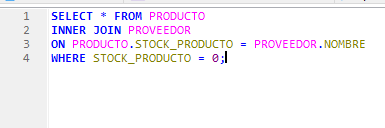 1 SELECT * FROM PRODUCTO
2 INNER JOIN PROVEEDOR
3 ON PRODUCTO.STOCK_PRODUCTO = PROVEEDOR.NOMBRE
4 WHERE STOCK_PRODUCTO = 0;